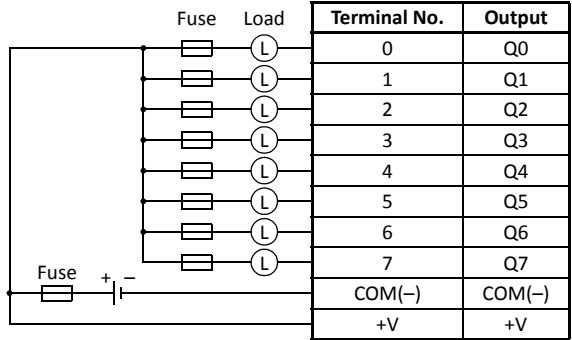 Fuse Load Terminal No. Output
L 0 Q0
L 1 Q1
L 2 Q2
L 3 Q3
L 4 Q4
L 5 Q5
L 6 Q6
L 7 Q7
Fuse + – COM(–) COM(–)
+V +V